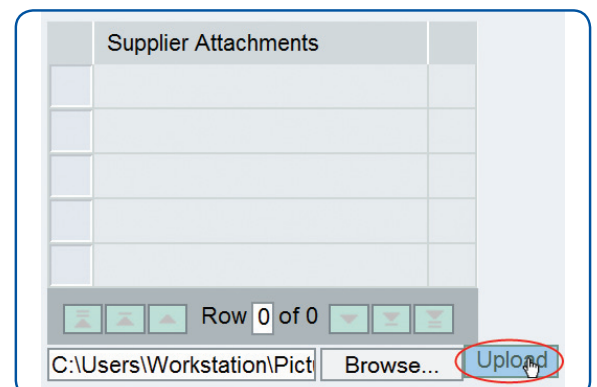 Supplier Attachments
Row 0 of 0
C:\Users\Workstation\Pict Browse... Upload